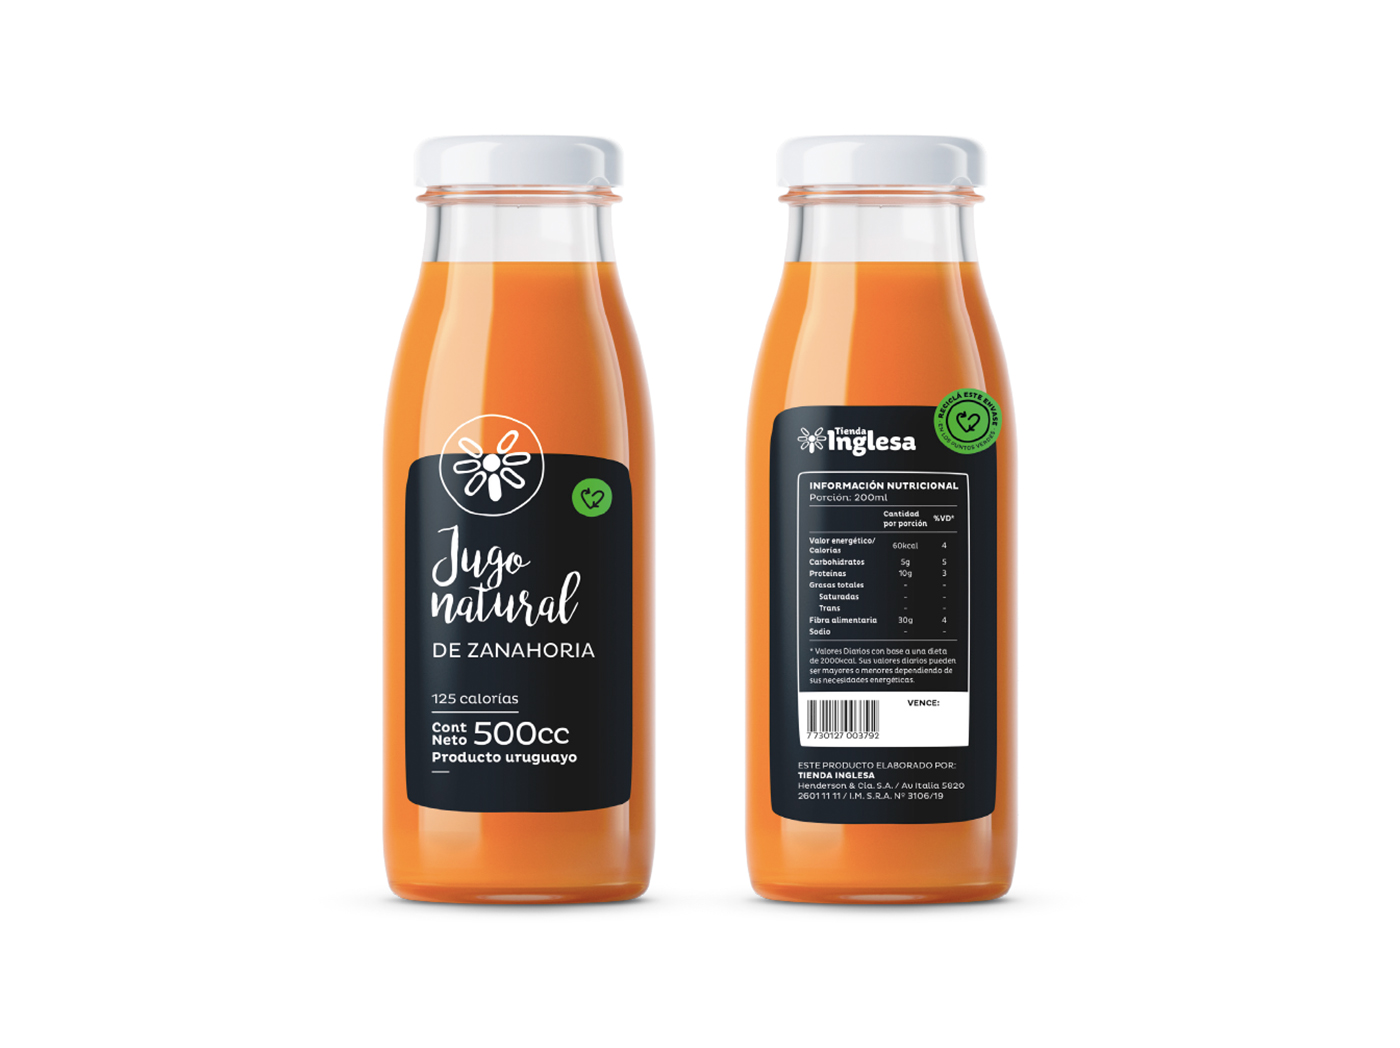 Jugo
natural
DE ZANAHORIA
125 calorías
Cont
Neto 500cc
Producto uruguayo
RECICLÁ ESTE ENVASE
EN LOS PUNTOS VERDES
Tienda
Inglesa
INFORMACIÓN NUTRICIONAL
Porción: 200ml
Cantidad
por porción %VD*
Valor energético/
Calorías 60kcal 4
Carbohidratos 5g 5
Proteínas 10g 3
Grasas totales - -
Saturadas - -
Trans - -
Fibra alimentaria 30g 4
Sodio - -
* Valores Diarios con base a una dieta
de 2000kcal. Sus valores diarios pueden
ser mayores o menores dependiendo de
sus necesidades energéticas.
VENCE:
7 730127 003792
ESTE PRODUCTO ELABORADO POR:
TIENDA INGLESA
Henderson & Cía. S.A. / Av Italia 5820
2601 11 11 / I.M. S.R.A. Nº 3106/19